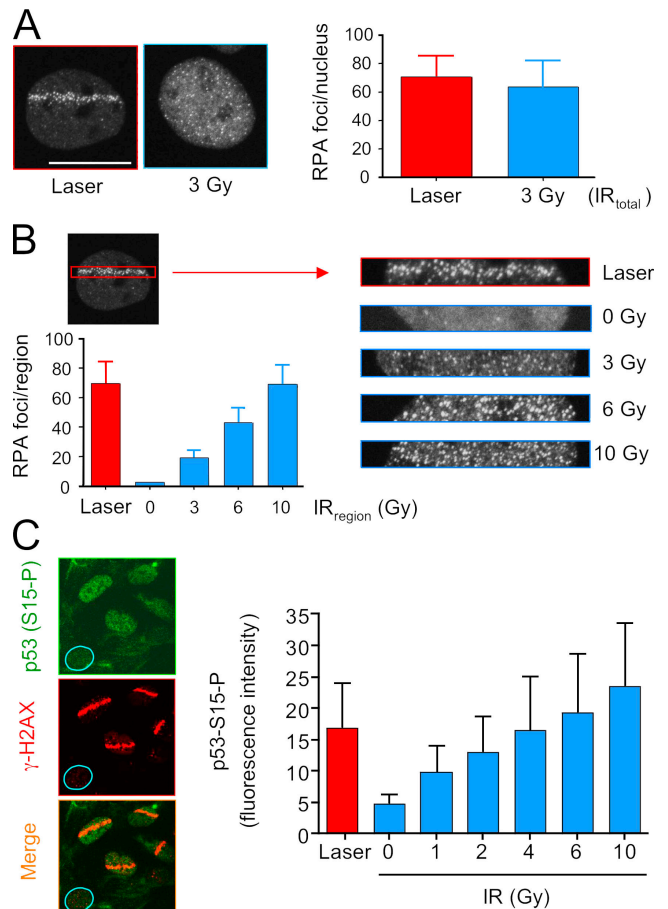 A
RPA foci/nucleus
100
80
60
40
20
0
Laser
3 Gy
Laser
3 Gy
(IRtotal )
B
Laser
0 Gy
3 Gy
6 Gy
10 Gy
RPA foci/region
100
80
60
40
20
0
Laser
0
3
6
10
IRregion (Gy)
C
p53 (S15-P)
γ-H2AX
Merge
p53-S15-P
(fluorescence intensity)
35
30
25
20
15
10
5
0
Laser
0
1
2
4
6
10
IR (Gy)